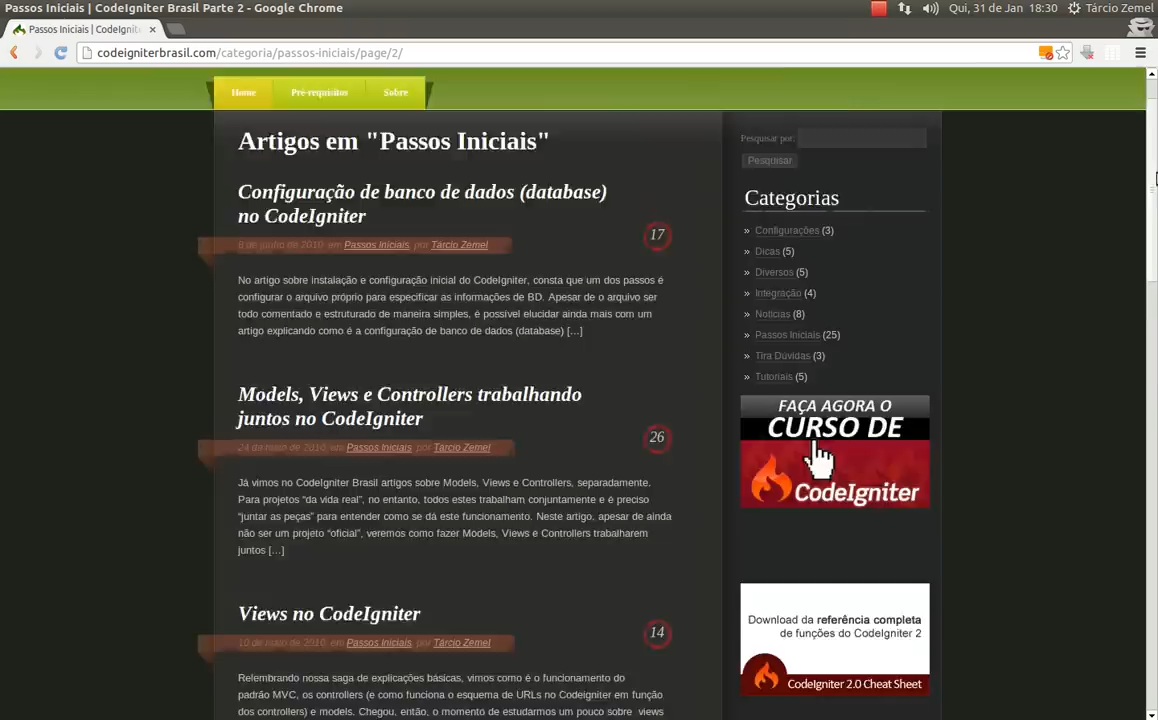 Passos Iniciais | CodeIgniter Brasil Parte 2 - Google Chrome
Qui, 31 de Jan 18:30
Tárcio Zemel
Passos Iniciais | CodeIgnit
codeigniterbrasil.com/categoria/passos-iniciais/page/2/
Home
Pré-requisitos
Sobre
Artigos em "Passos Iniciais"
Configuração de banco de dados (database)
no CodeIgniter
8 de junho de 2010, em Passos Iniciais, por Tárcio Zemel
17
No artigo sobre instalação e configuração inicial do CodeIgniter, consta que um dos passos é
configurar o arquivo próprio para especificar as informações de BD. Apesar de o arquivo ser
todo comentado e estruturado de maneira simples, é possível elucidar ainda mais com um
artigo explicando como é a configuração de banco de dados (database) [...]
Models, Views e Controllers trabalhando
juntos no CodeIgniter
24 de maio de 2010, em Passos Iniciais, por Tárcio Zemel
26
Já vimos no CodeIgniter Brasil artigos sobre Models, Views e Controllers, separadamente.
Para projetos “da vida real”, no entanto, todos estes trabalham conjuntamente e é preciso
“juntar as peças” para entender como se dá este funcionamento. Neste artigo, apesar de ainda
não ser um projeto “oficial”, veremos como fazer Models, Views e Controllers trabalharem
juntos [...]
Views no CodeIgniter
10 de maio de 2010, em Passos Iniciais, por Tárcio Zemel
14
Relembrando nossa saga de explicações básicas, vimos como é o funcionamento do
padrão MVC, os controllers (e como funciona o esquema de URLs no Codeigniter em função
dos controllers) e models. Chegou, então, o momento de estudarmos um pouco sobre views
Pesquisar por:
Pesquisar
Categorias
» Configurações (3)
» Dicas (5)
» Diversos (5)
» Integração (4)
» Notícias (8)
» Passos Iniciais (25)
» Tira Dúvidas (3)
» Tutoriais (5)
FAÇA AGORA O
CURSO DE
CodeIgniter
Download da referência completa
de funções do CodeIgniter 2
CodeIgniter 2.0 Cheat Sheet